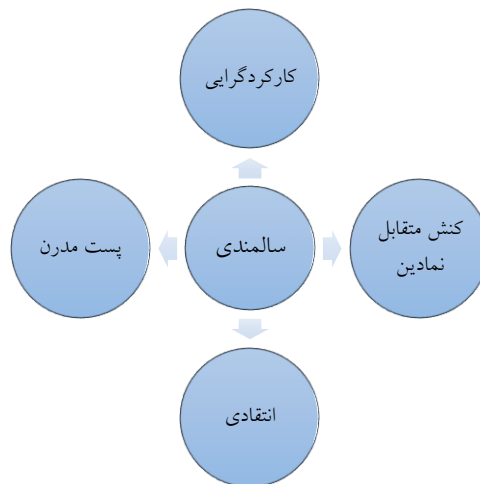 کارکردگرایی
کنش متقابل
نمادین
سالمندی
پست مدرن
انتقادی